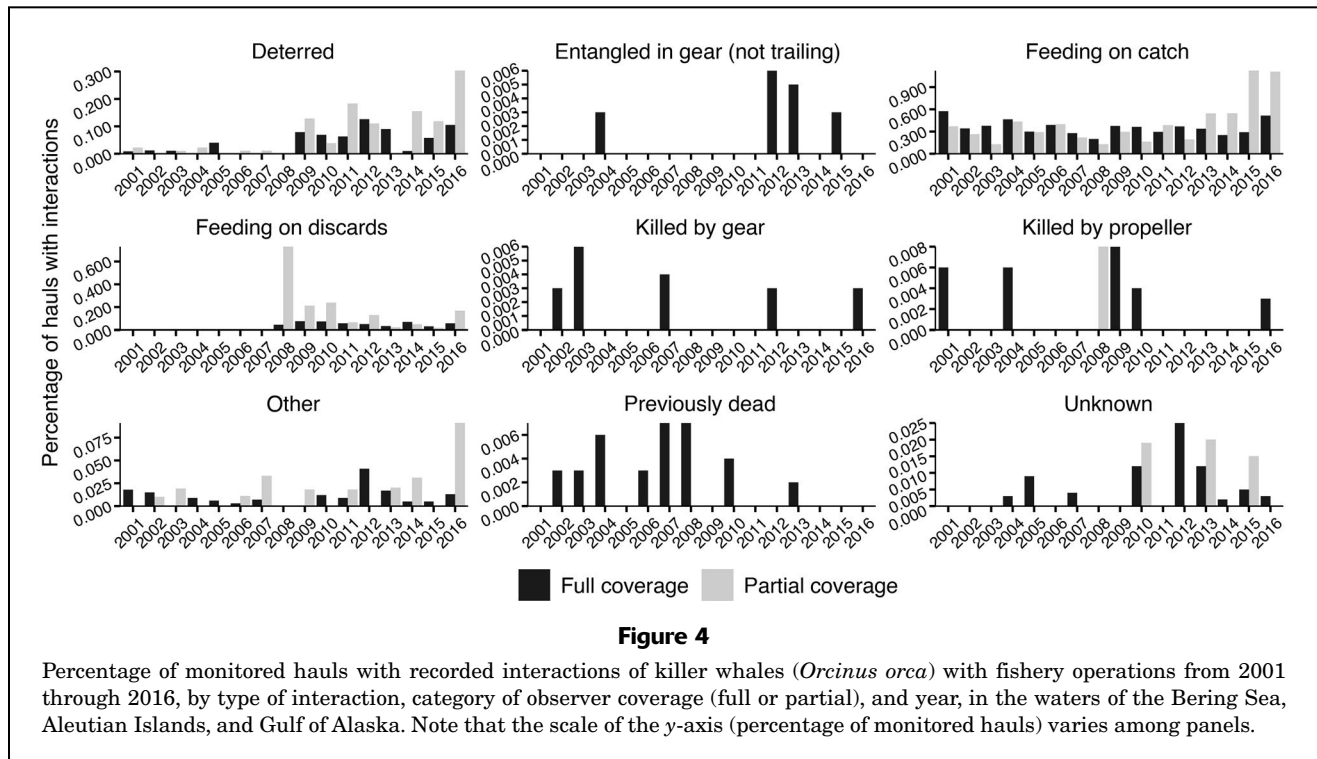 Percentage of hauls with interactions
Deterred
0.300
0.200
0.100
0.000
2001 2002 2003 2004 2005 2006 2007 2008 2009 2010 2011 2012 2013 2014 2015 2016
Entangled in gear (not trailing)
0.006
0.005
0.004
0.003
0.002
0.001
0.000
2001 2002 2003 2004 2005 2006 2007 2008 2009 2010 2011 2012 2013 2014 2015 2016
Feeding on catch
0.900
0.600
0.300
0.000
2001 2002 2003 2004 2005 2006 2007 2008 2009 2010 2011 2012 2013 2014 2015 2016
Feeding on discards
0.600
0.400
0.200
0.000
2001 2002 2003 2004 2005 2006 2007 2008 2009 2010 2011 2012 2013 2014 2015 2016
Killed by gear
0.006
0.005
0.004
0.003
0.002
0.001
0.000
2001 2002 2003 2004 2005 2006 2007 2008 2009 2010 2011 2012 2013 2014 2015 2016
Killed by propeller
0.008
0.006
0.004
0.002
0.000
2001 2002 2003 2004 2005 2006 2007 2008 2009 2010 2011 2012 2013 2014 2015 2016
Other
0.075
0.050
0.025
0.000
2001 2002 2003 2004 2005 2006 2007 2008 2009 2010 2011 2012 2013 2014 2015 2016
Previously dead
0.006
0.004
0.002
0.000
2001 2002 2003 2004 2005 2006 2007 2008 2009 2010 2011 2012 2013 2014 2015 2016
Unknown
0.025
0.020
0.015
0.010
0.005
0.000
2001 2002 2003 2004 2005 2006 2007 2008 2009 2010 2011 2012 2013 2014 2015 2016
Full coverage Partial coverage
Figure 4
Percentage of monitored hauls with recorded interactions of killer whales (Orcinus orca) with fishery operations from 2001
through 2016, by type of interaction, category of observer coverage (full or partial), and year, in the waters of the Bering Sea,
Aleutian Islands, and Gulf of Alaska. Note that the scale of the y-axis (percentage of monitored hauls) varies among panels.